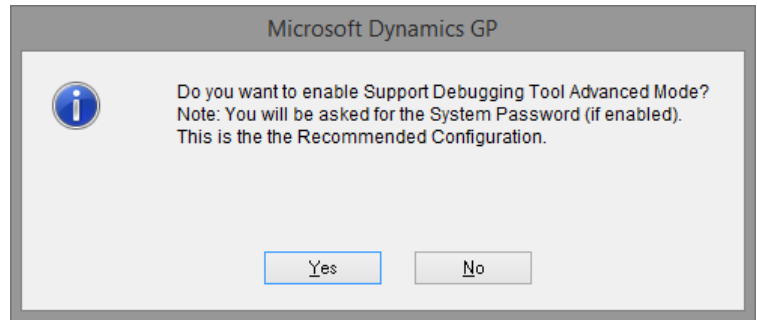 Microsoft Dynamics GP
Do you want to enable Support Debugging Tool Advanced Mode?
Note: You will be asked for the System Password (if enabled).
This is the the Recommended Configuration.
Yes
No